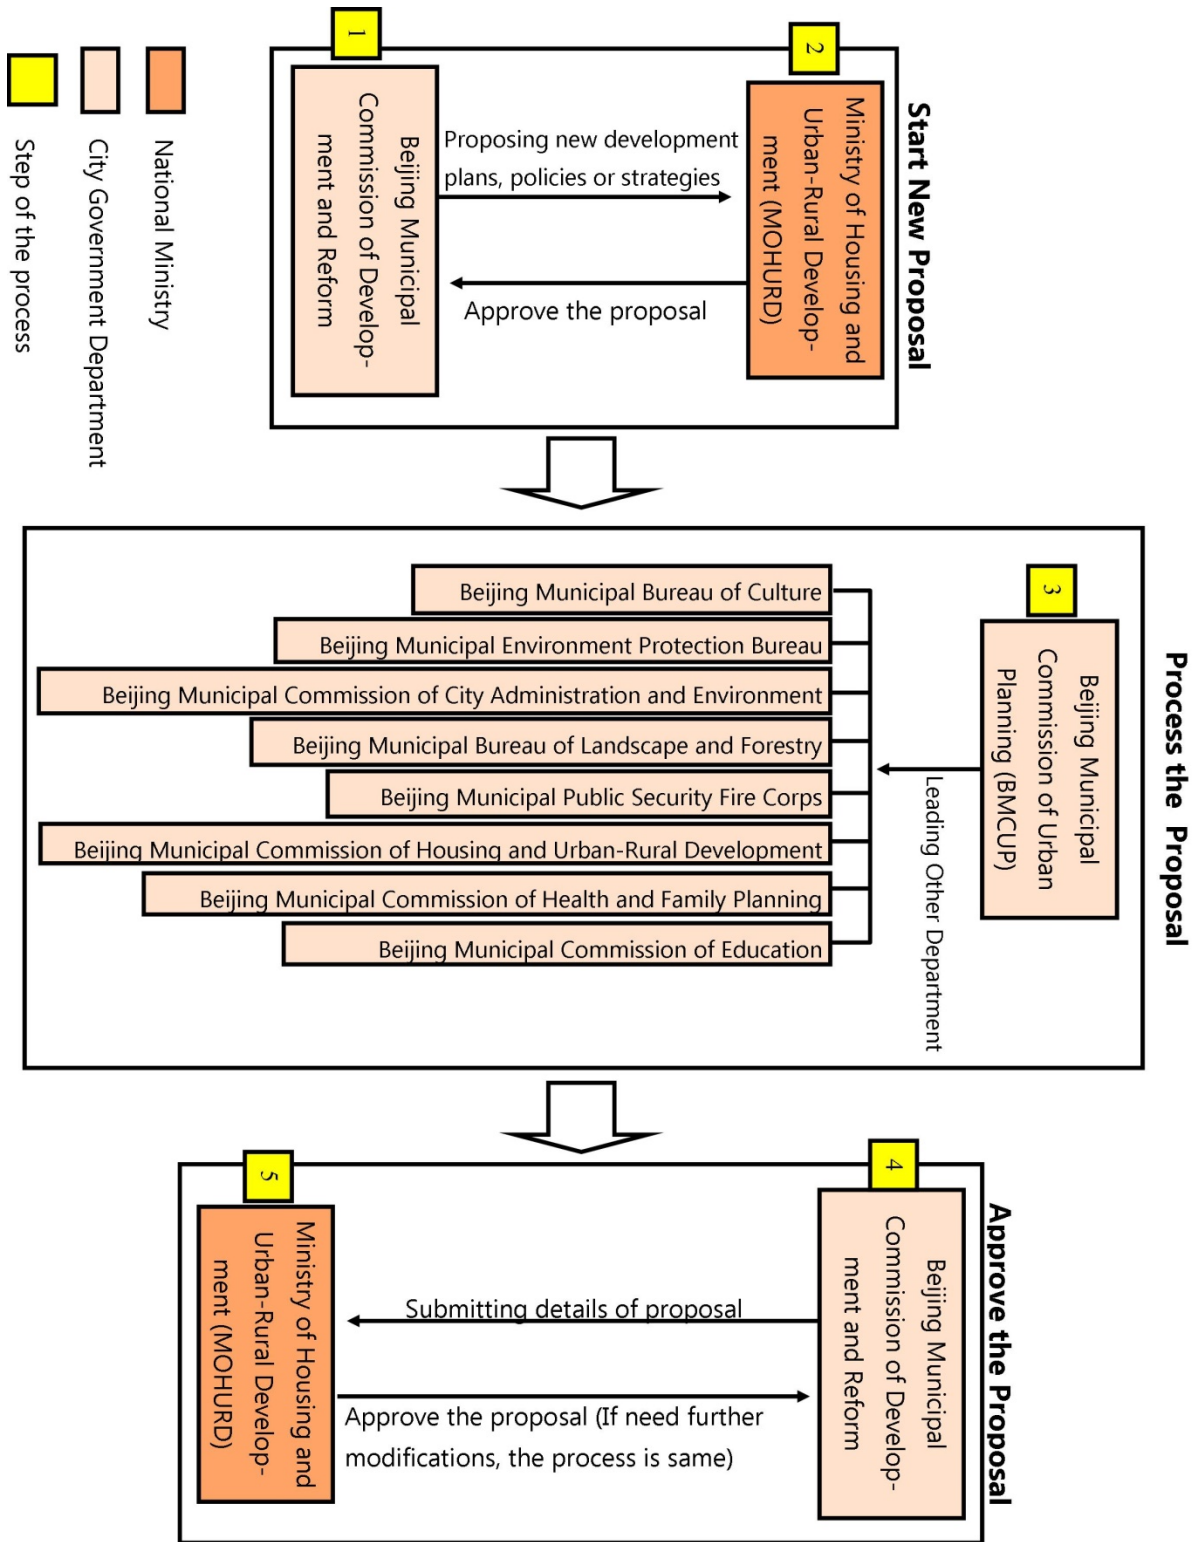 Start New Proposal
2
Ministry of Housing and
Urban-Rural Develop-
ment (MOHURD)
Proposing new development
plans, policies or strategies
Approve the proposal
1
Beijing Municipal
Commission of Develop-
ment and Reform
Process the Proposal
3
Beijing Municipal
Commission of Urban
Planning (BMCUP)
Leading Other Department
Beijing Municipal Bureau of Culture
Beijing Municipal Environment Protection Bureau
Beijing Municipal Commission of City Administration and Environment
Beijing Municipal Bureau of Landscape and Forestry
Beijing Municipal Public Security Fire Corps
Beijing Municipal Commission of Housing and Urban-Rural Development
Beijing Municipal Commission of Health and Family Planning
Beijing Municipal Commission of Education
Approve the Proposal
4
Beijing Municipal
Commission of Develop-
ment and Reform
Submitting details of proposal
Approve the proposal (If need further
modifications, the process is same)
5
Ministry of Housing and
Urban-Rural Develop-
ment (MOHURD)
National Ministry
City Government Department
Step of the process